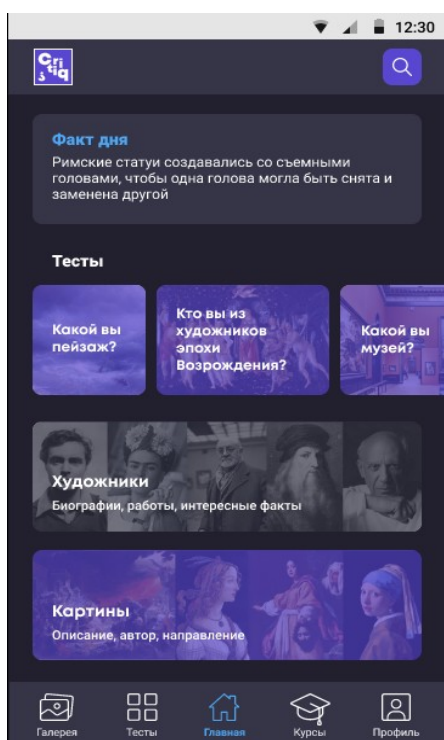 12:30
Cri
stiq
Факт дня
Римские статуи создавались со съемными
головами, чтобы одна голова могла быть снята и
заменена другой
Тесты
Какой вы
пейзаж?
Кто вы из
художников
эпохи
Возрождения?
Какой вы
музей?
Художники
Биографии, работы, интересные факты
Картины
Описание, автор, направление
Галерея
Тесты
Главная
Курсы
Профиль